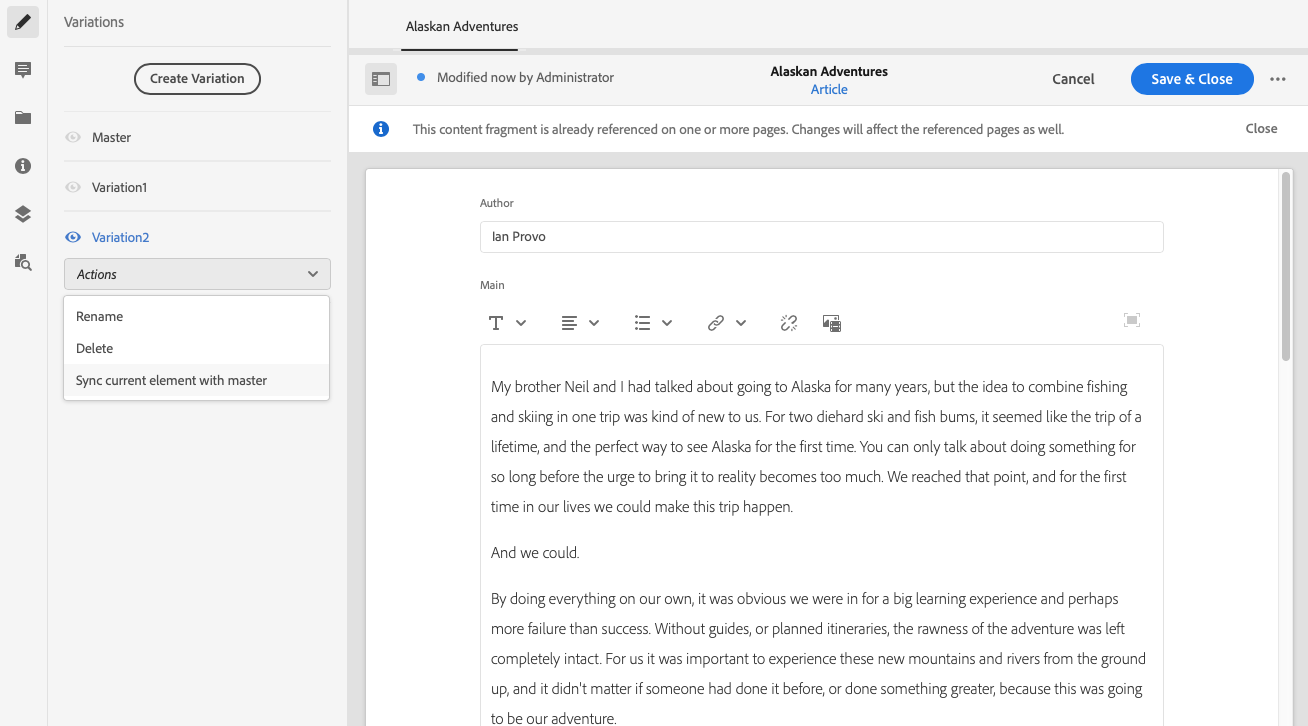 Variations
Create Variation
Master
Variation1
Variation2
Actions
Rename
Delete
Sync current element with master
Alaskan Adventures
Modified now by Administrator
Alaskan Adventures
Article
Cancel
Save & Close
This content fragment is already referenced on one or more pages. Changes will affect the referenced pages as well.
Close
Author
Ian Provo
Main
My brother Neil and I had talked about going to Alaska for many years, but the idea to combine fishing
and skiing in one trip was kind of new to us. For two diehard ski and fish bums, it seemed like the trip of a
lifetime, and the perfect way to see Alaska for the first time. You can only talk about doing something for
so long before the urge to bring it to reality becomes too much. We reached that point, and for the first
time in our lives we could make this trip happen.
And we could.
By doing everything on our own, it was obvious we were in for a big learning experience and perhaps
more failure than success. Without guides, or planned itineraries, the rawness of the adventure was left
completely intact. For us it was important to experience these new mountains and rivers from the ground
up, and it didn't matter if someone had done it before, or done something greater, because this was going
to be our adventure.